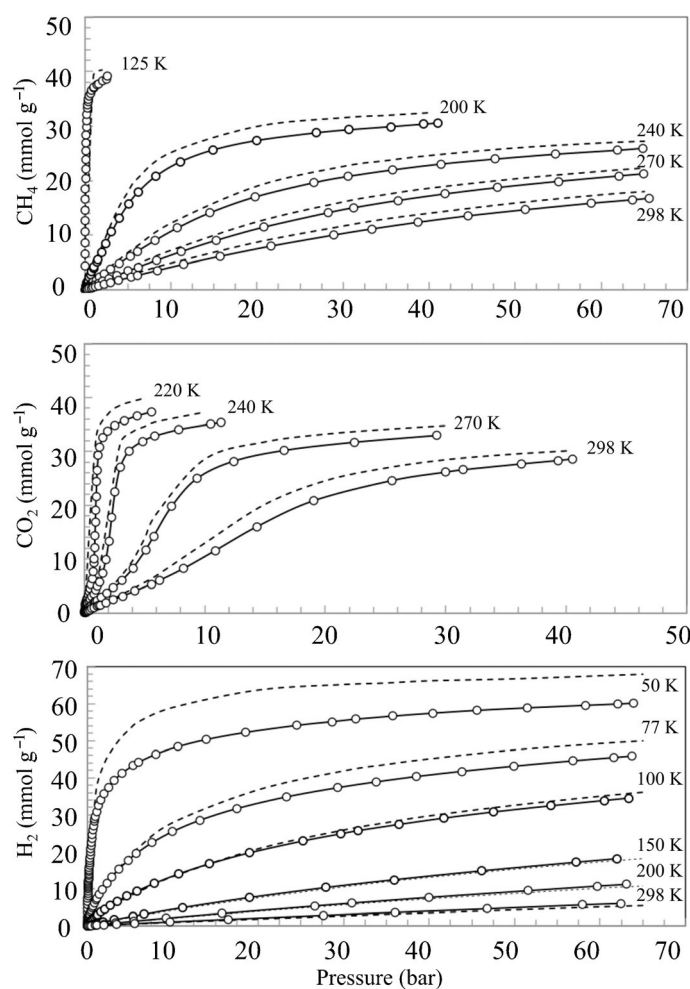 50
40
30
20
10
0
CH₄ (mmol g⁻¹)
125 K
200 K
240 K
270 K
298 K
0 10 20 30 40 50 60 70
50
40
30
20
10
0
CO₂ (mmol g⁻¹)
220 K
240 K
270 K
298 K
0 10 20 30 40 50
70
60
50
40
30
20
10
0
H₂ (mmol g⁻¹)
50 K
77 K
100 K
150 K
200 K
298 K
0 10 20 30 40 50 60 70
Pressure (bar)